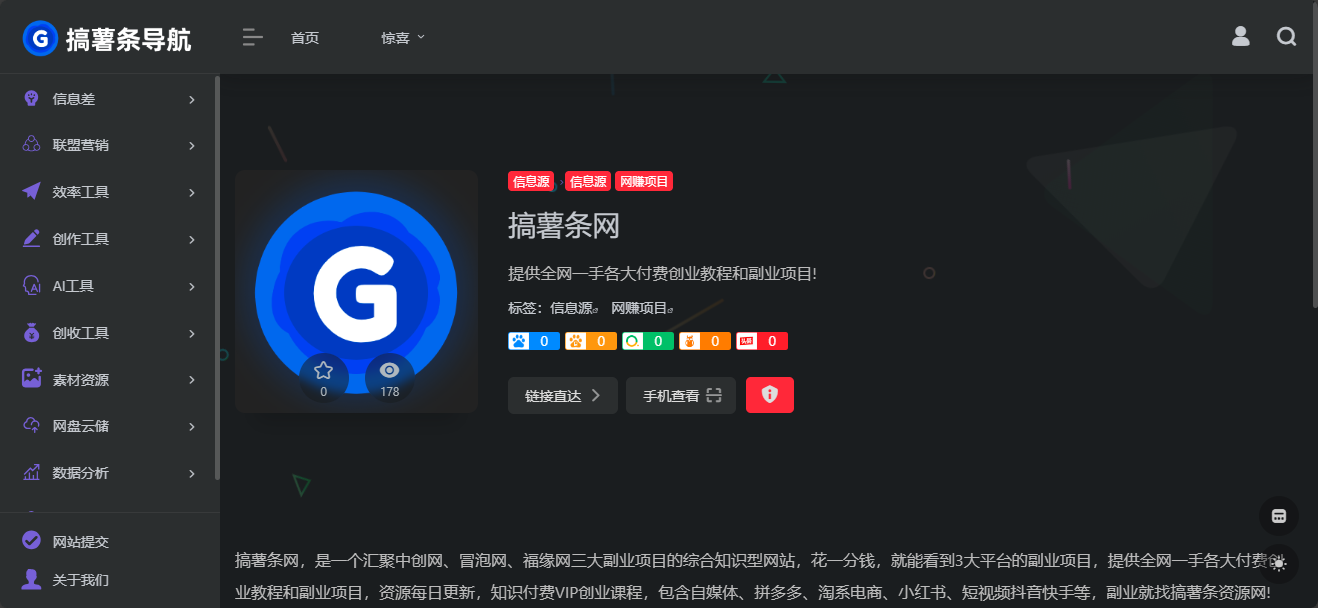 G 搞薯条导航
首页
惊喜
信息差
联盟营销
效率工具
创作工具
AI工具
创收工具
素材资源
网盘云储
数据分析
网站提交
关于我们
G
0
178
信息源 信息源 网赚项目
搞薯条网
提供全网一手各大付费创业教程和副业项目!
标签：信息源 网赚项目
0 0 0 0 头条 0
链接直达 手机查看
搞薯条网，是一个汇聚中创网、冒泡网、福缘网三大副业项目的综合知识型网站，花一分钱，就能看到3大平台的副业项目，提供全网一手各大付费创
业教程和副业项目，资源每日更新，知识付费VIP创业课程，包含自媒体、拼多多、淘系电商、小红书、短视频抖音快手等，副业就找搞薯条资源网!